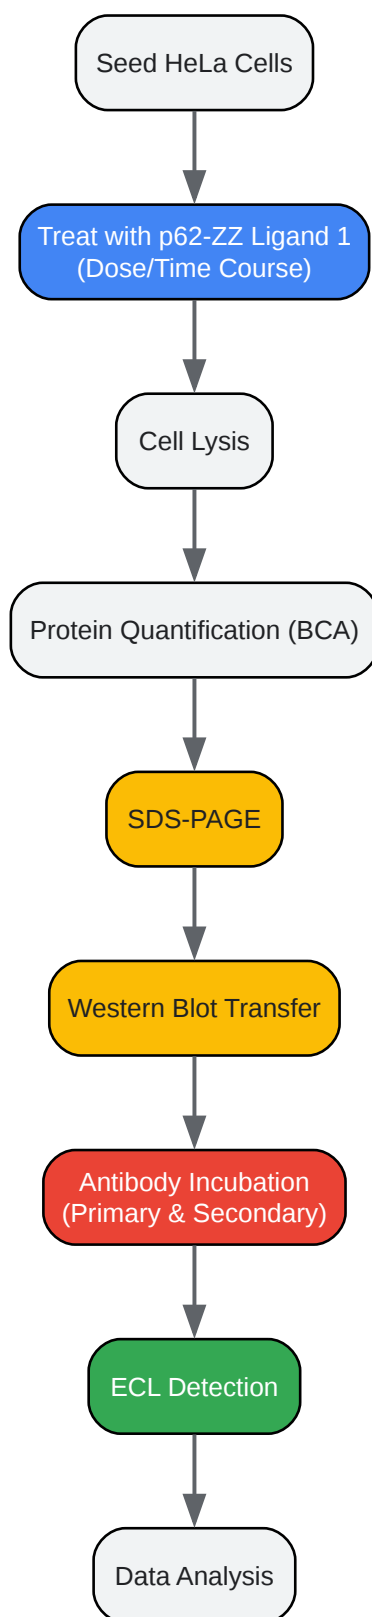 Seed HeLa Cells
Treat with p62-ZZ Ligand 1
(Dose/Time Course)
Cell Lysis
Protein Quantification (BCA)
SDS-PAGE
Western Blot Transfer
Antibody Incubation
(Primary & Secondary)
ECL Detection
Data Analysis